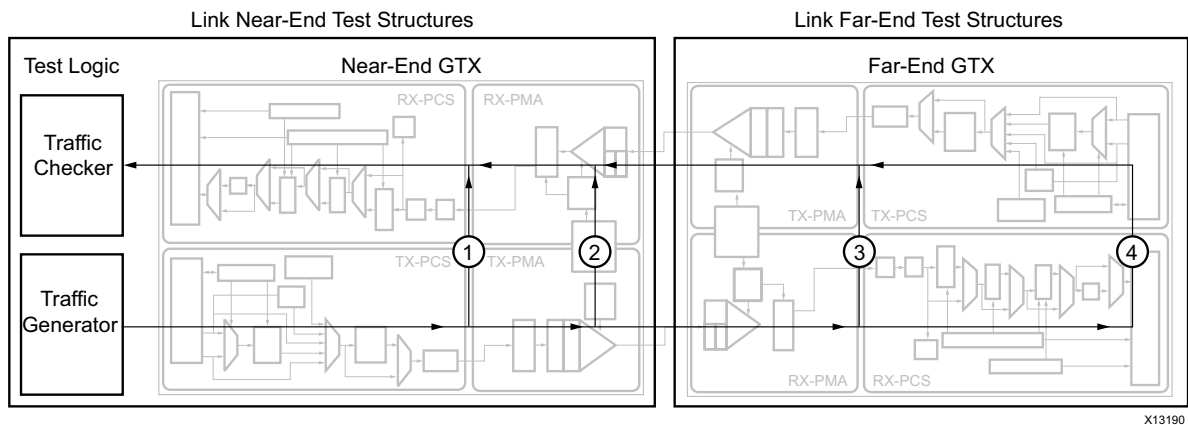 Link Near-End Test Structures
Link Far-End Test Structures
Test Logic
Near-End GTX
Far-End GTX
RX-PCS
RX-PMA
Traffic
Checker
TX-PMA
TX-PCS
1
2
3
4
TX-PCS
TX-PMA
Traffic
Generator
RX-PMA
RX-PCS
X13190